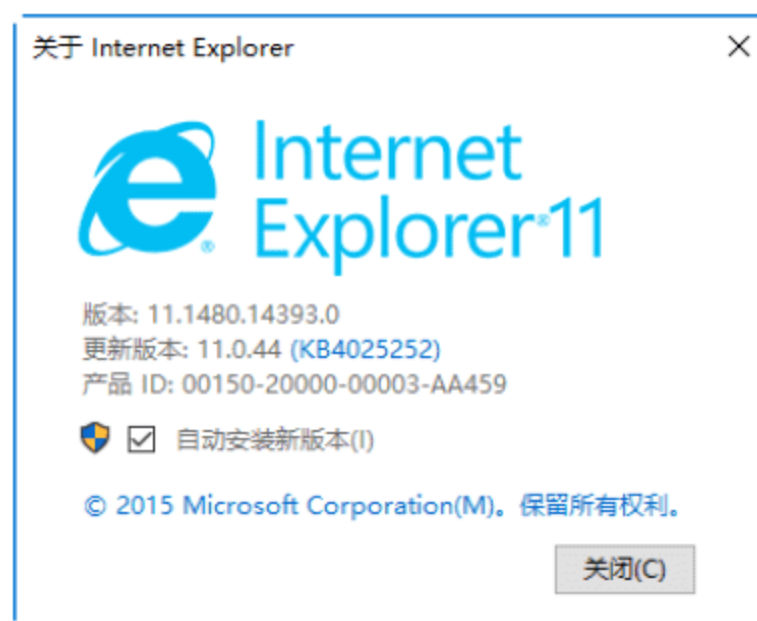 关于 Internet Explorer
Internet
Explorer®11
版本: 11.1480.14393.0
更新版本: 11.0.44 (KB4025252)
产品 ID: 00150-20000-00003-AA459
自动安装新版本(I)
© 2015 Microsoft Corporation(M)。保留所有权利。
关闭(C)